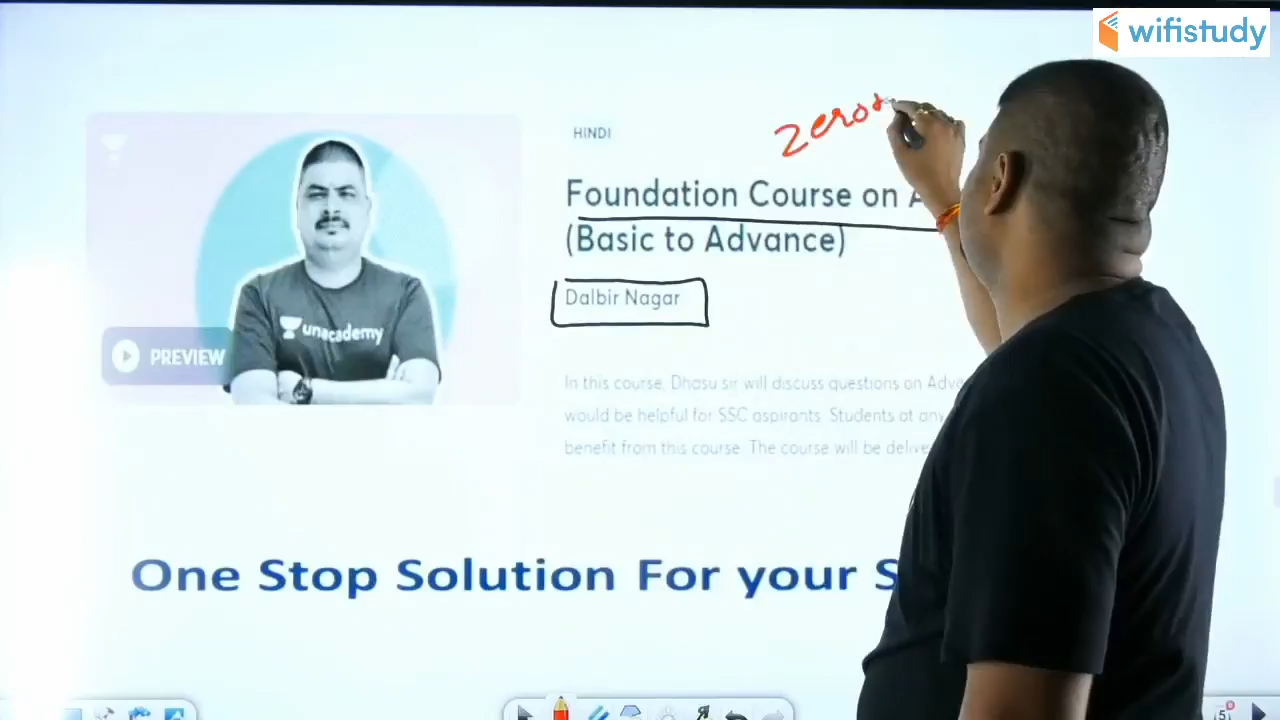 wifistudy
zero
HINDI
Foundation Course on
(Basic to Advance)
Dalbir Nagar
unacademy
PREVIEW
In this course, Dhasu sir will discuss questions on
would be helpful for SSC aspirants. Students at any
benefit from this course. The course will be
One Stop Solution For your S